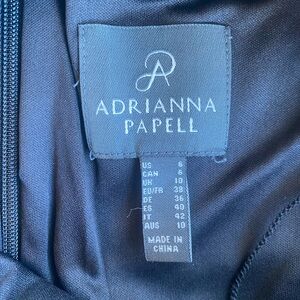 ADRIANNA
PAPELL
US 6
CAN 6
UK 10
EU/FR 38
DE 36
ES 40
IT 42
AUS 10
MADE IN
CHINA